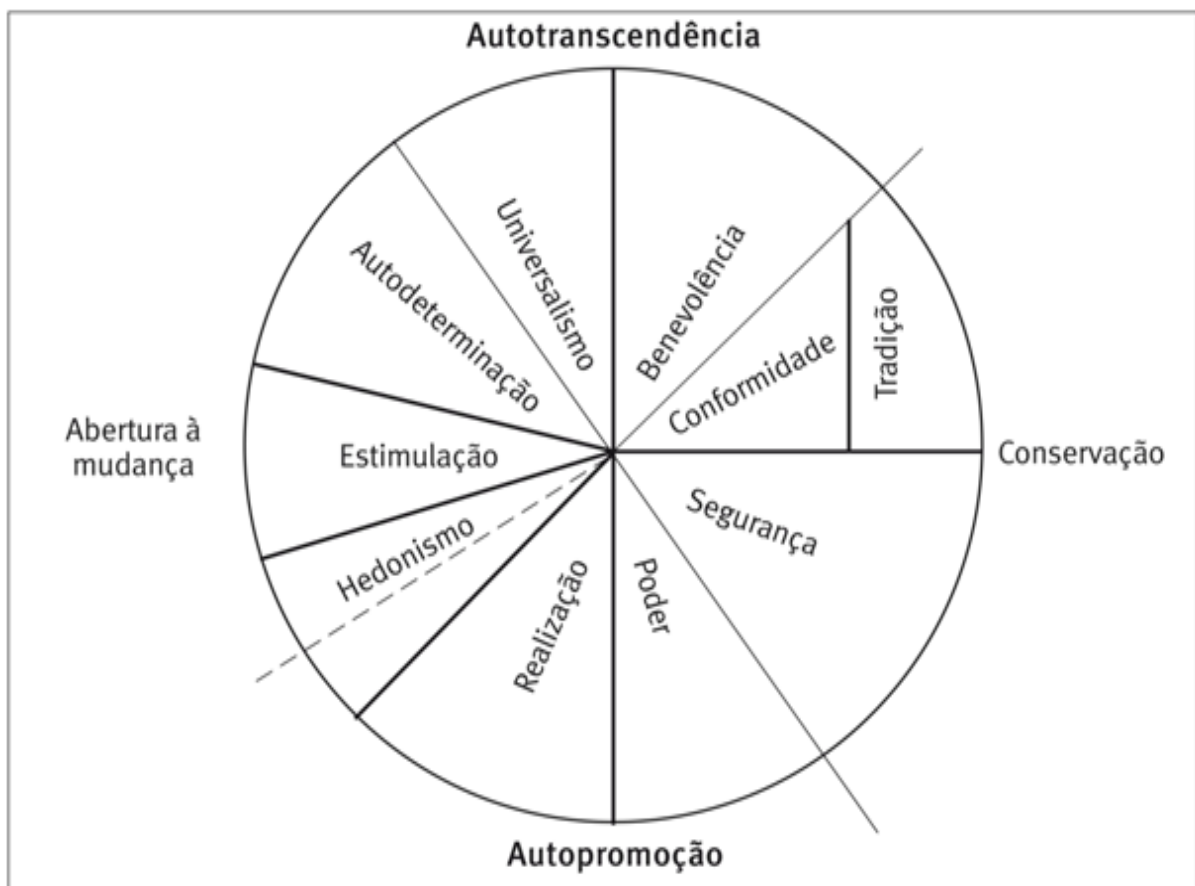 Autotranscendência
Universalismo
Benevolência
Autodeterminação
Conformidade
Tradição
Abertura à
mudança
Estimulação
Conservação
Segurança
Hedonismo
Realização
Poder
Autopromoção